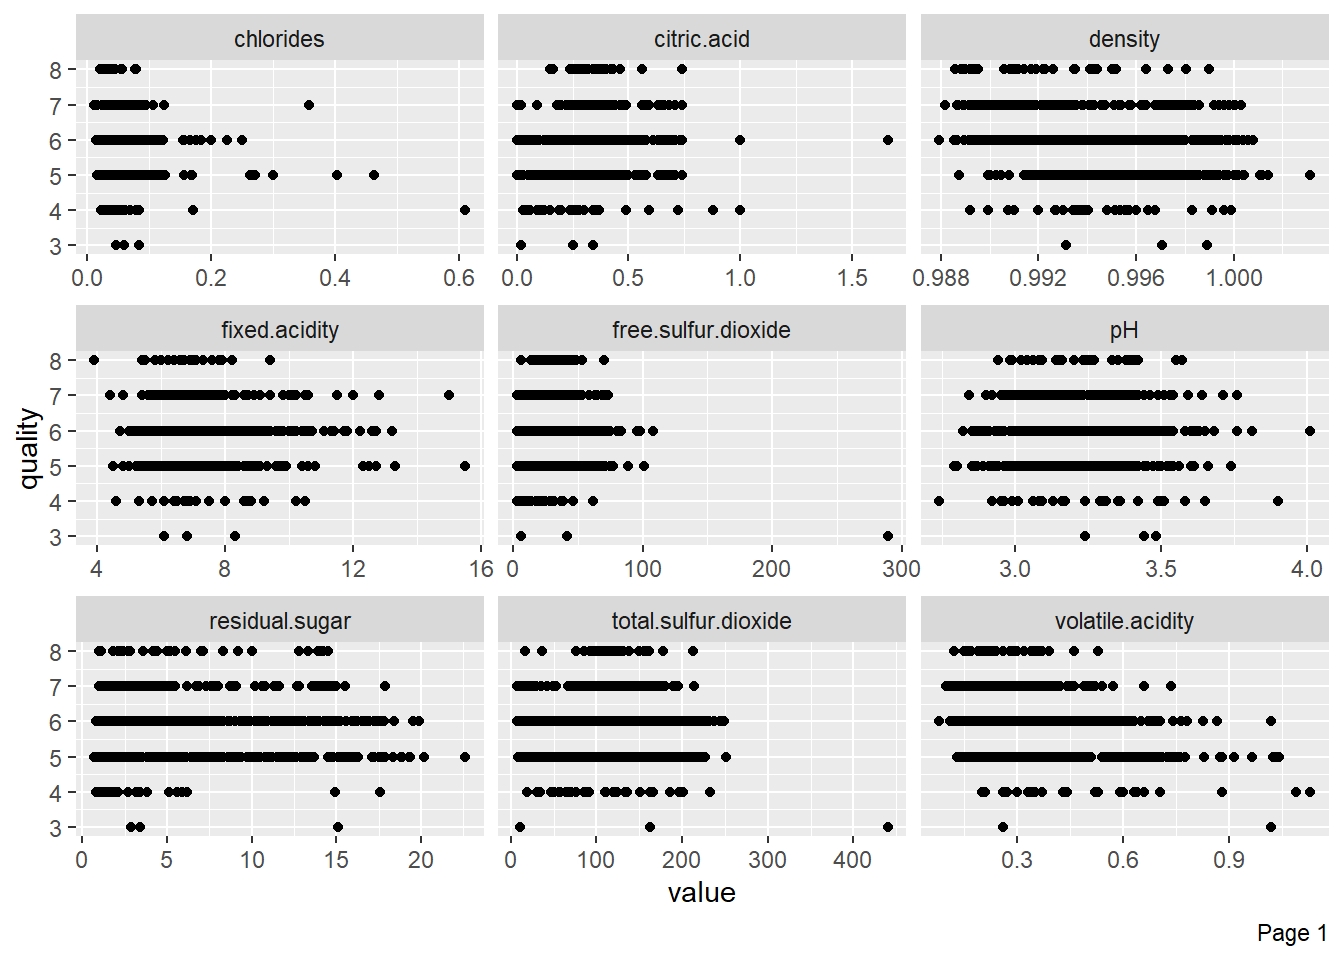 chlorides citric.acid density
8
7
6
5
4
3
0.0 0.2 0.4 0.6 0.0 0.5 1.0 1.5 0.988 0.992 0.996 1.000
fixed.acidity free.sulfur.dioxide pH
8
7
6
5
4
3
quality
4 8 12 16 0 100 200 300 3.0 3.5 4.0
residual.sugar total.sulfur.dioxide volatile.acidity
8
7
6
5
4
3
0 5 10 15 20 0 100 200 300 400 0.3 0.6 0.9
value
Page 1